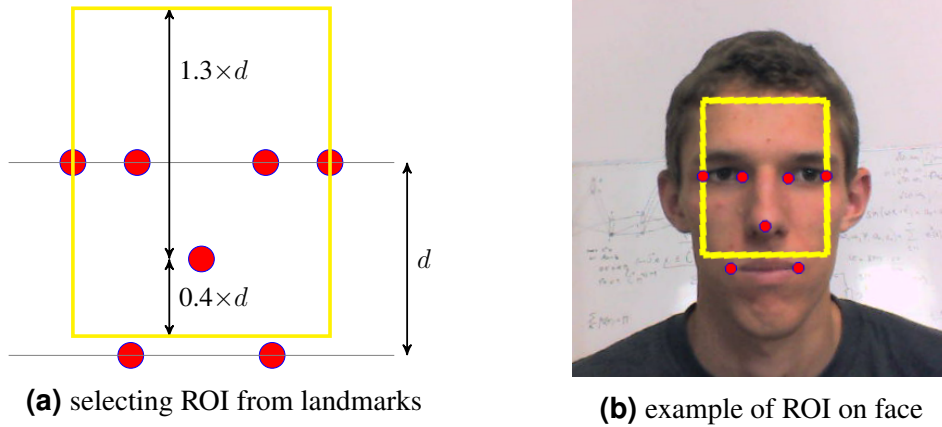 1.3×d
d
0.4×d
(a) selecting ROI from landmarks
(b) example of ROI on face